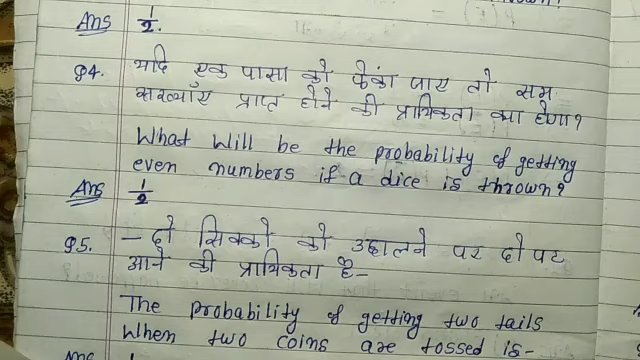 Ans 1/2.
Q4. यदि एक पासा को फेंका जाए तो सम
संख्याएँ प्राप्त होने की प्रायिकता क्या होगा?
What will be the probability of getting
even numbers if a dice is thrown?
Ans 1/2
Q5. - दो सिक्को को उछालने पर दो पट
आने की प्रायिकता है-
The probability of getting two tails
When two coins are tossed is-
Ans